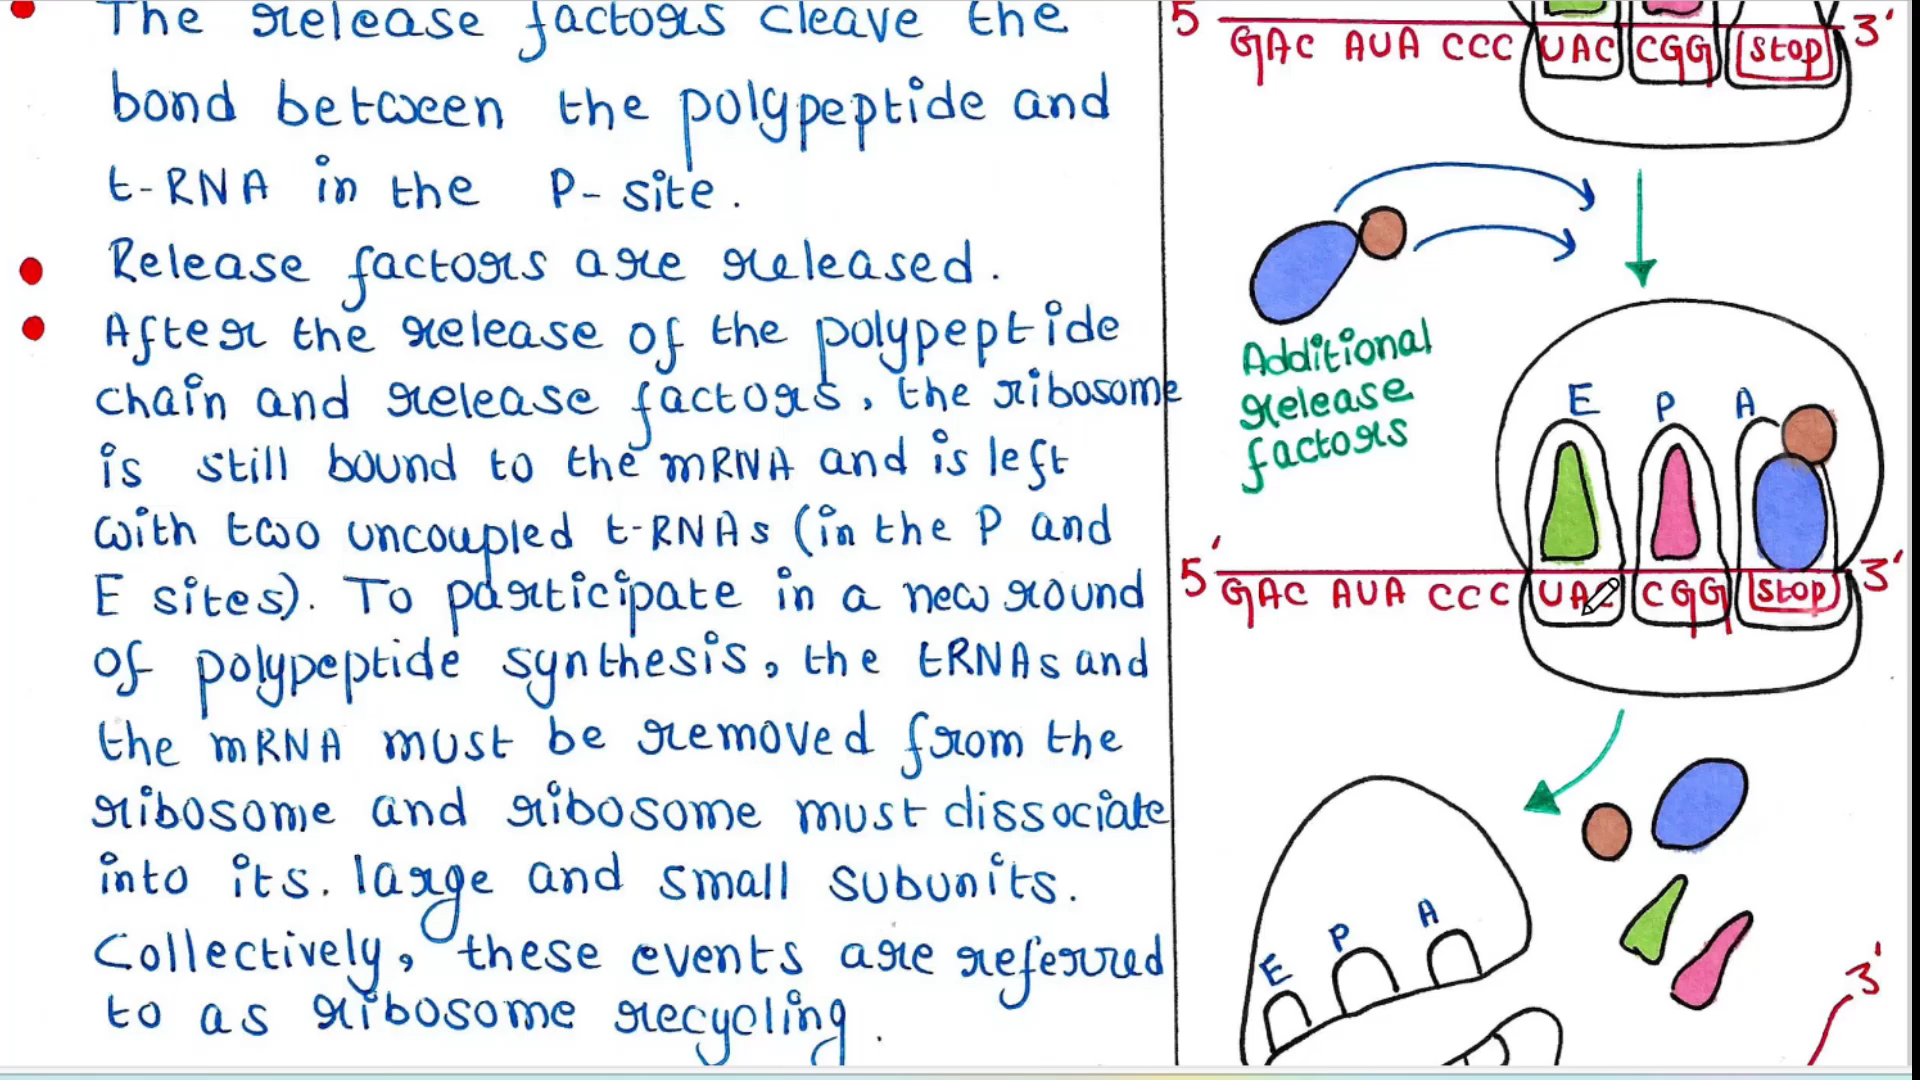 The release factors cleave the
bond between the polypeptide and
t-RNA in the P-site.
Release factors are released.
After the release of the polypeptide
chain and release factors, the ribosome
is still bound to the mRNA and is left
with two uncoupled t-RNAs (in the P and
E sites). To participate in a new round
of polypeptide synthesis, the tRNAs and
the mRNA must be removed from the
ribosome and ribosome must dissociate
into its. large and small subunits.
Collectively, these events are referred
to as ribosome recycling.
5 3'
GAC AUA CCC UAC CGG Stop
Additional
release
factors
E P A
5' 3'
GAC AUA CCC UAC CGG Stop
E P A
3'